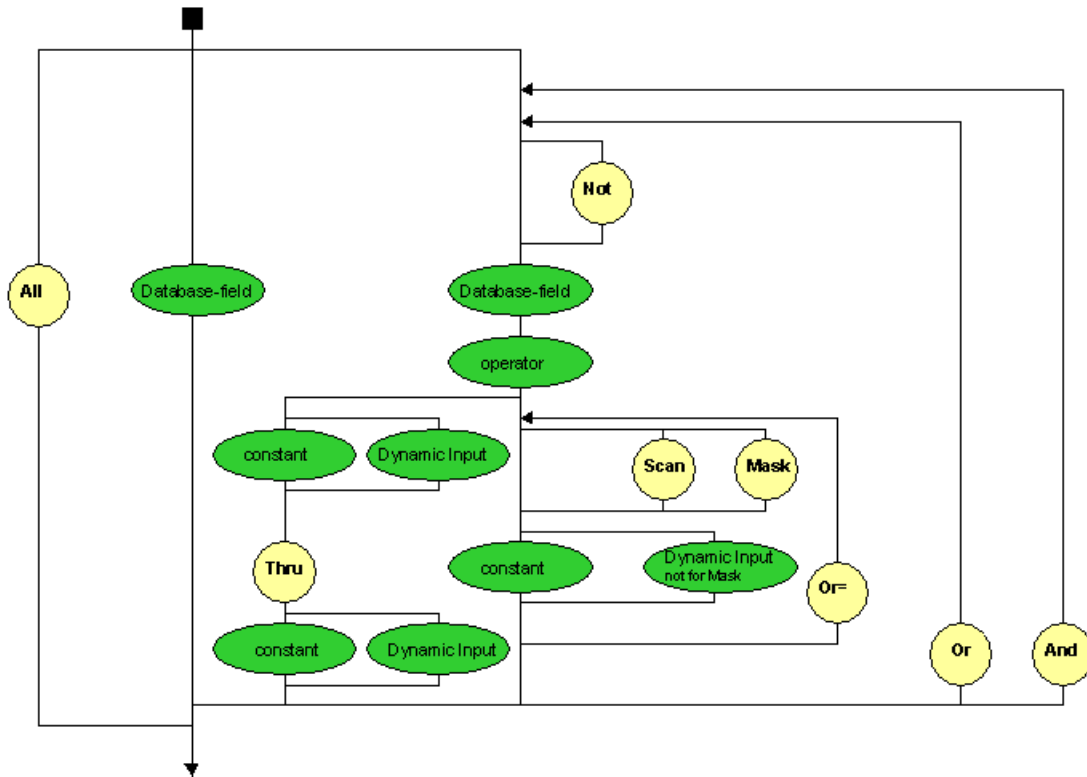 Not
All
Database-field
Database-field
operator
constant
Dynamic Input
Scan
Mask
Thru
constant
Dynamic Input
not for Mask
Or=
constant
Dynamic Input
Or
And